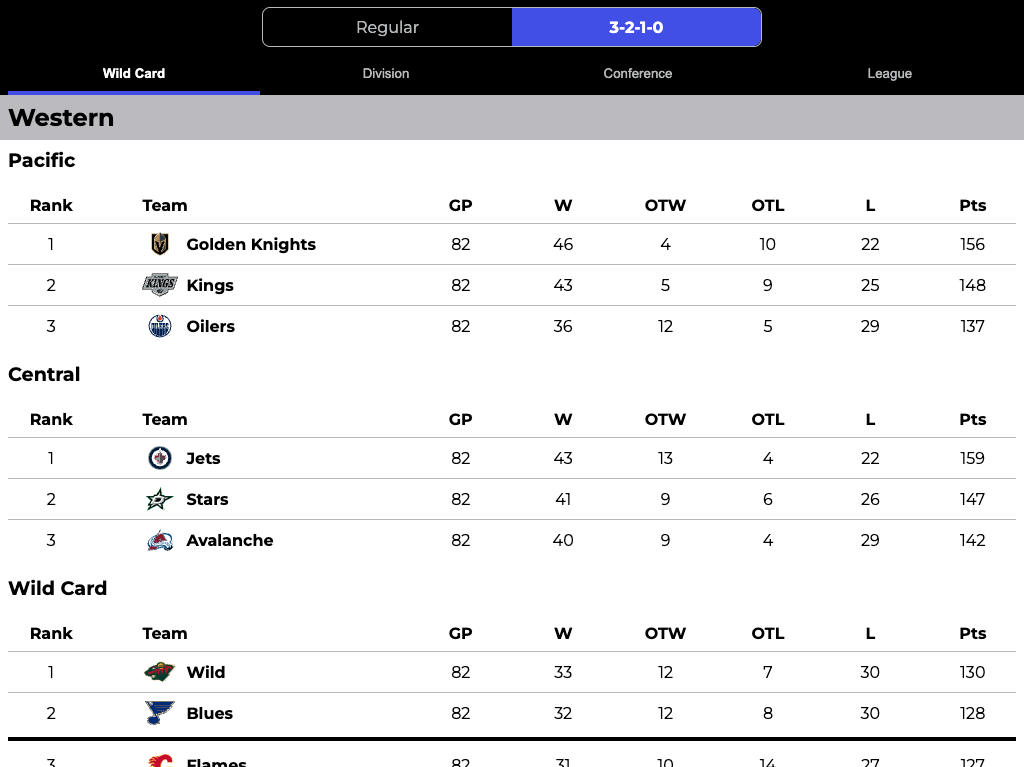 Regular 3-2-1-0
Wild Card Division Conference League
Western
Pacific
Rank Team GP W OTW OTL L Pts
1 Golden Knights 82 46 4 10 22 156
2 KINGS Kings 82 43 5 9 25 148
3 OILERS Oilers 82 36 12 5 29 137
Central
Rank Team GP W OTW OTL L Pts
1 Jets 82 43 13 4 22 159
2 Stars 82 41 9 6 26 147
3 Avalanche 82 40 9 4 29 142
Wild Card
Rank Team GP W OTW OTL L Pts
1 Wild 82 33 12 7 30 130
2 Blues 82 32 12 8 30 128
3 Flames 82 31 10 14 27 127